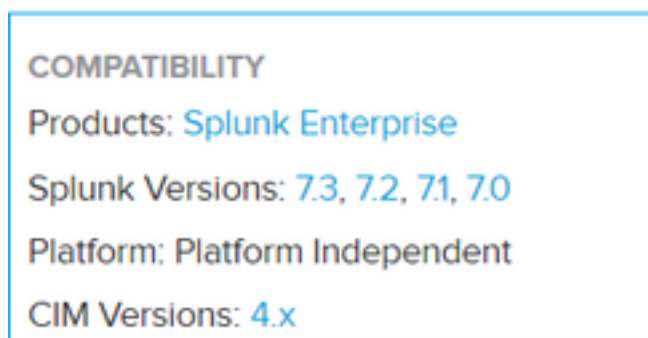 COMPATIBILITY
Products: Splunk Enterprise
Splunk Versions: 7.3, 7.2, 7.1, 7.0
Platform: Platform Independent
CIM Versions: 4.x